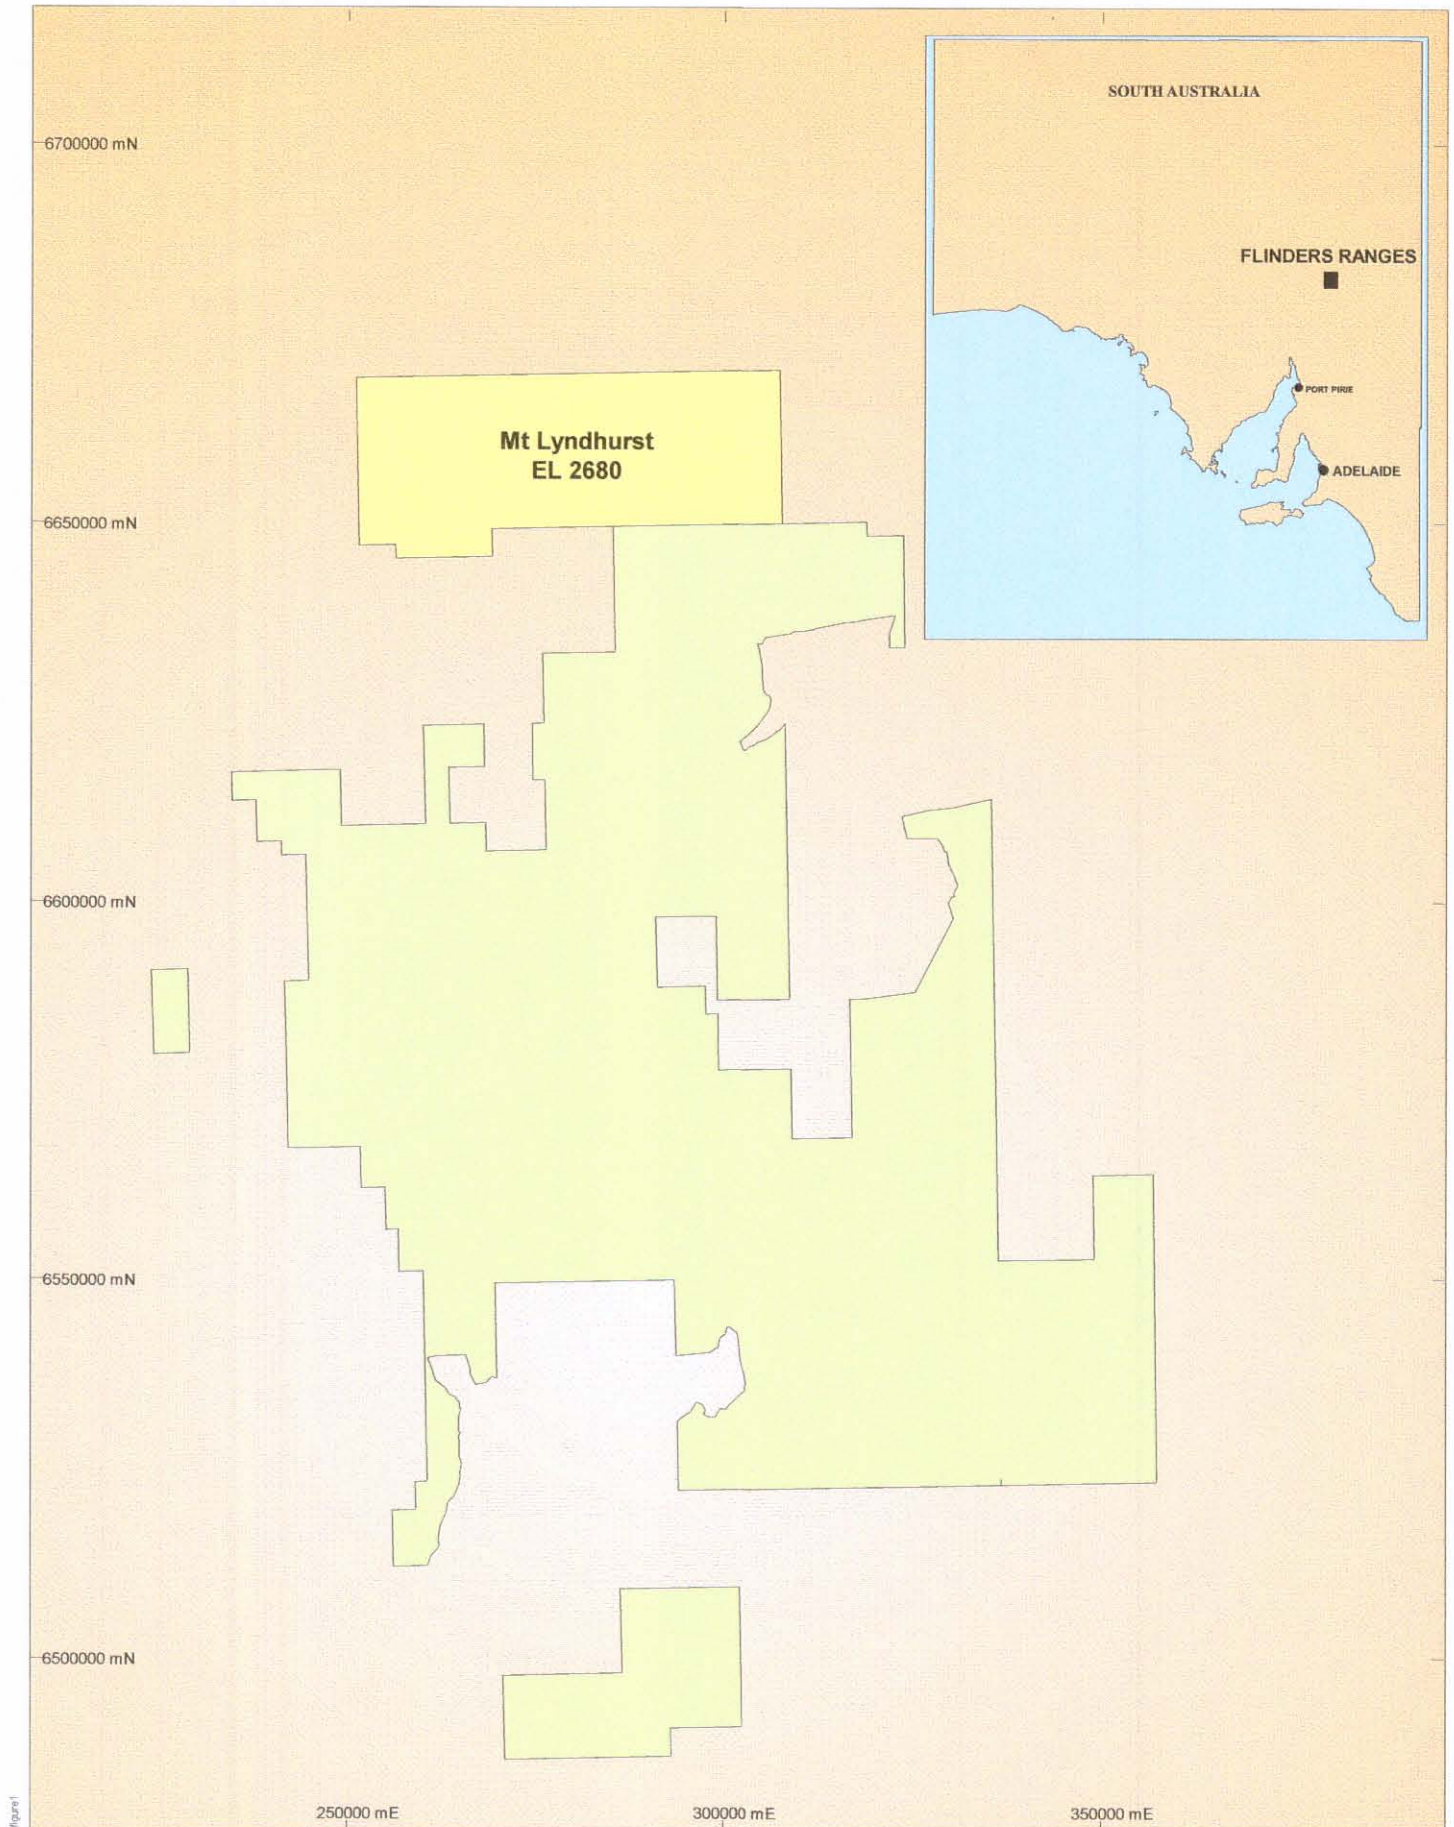 SOUTH AUSTRALIA
6700000 mN
FLINDERS RANGES
PORT PIRIE
Mt Lyndhurst
EL 2680
ADELAIDE
6650000 mN
6600000 mN
6550000 mN
6500000 mN
figure1
250000 mE
300000 mE
350000 mE